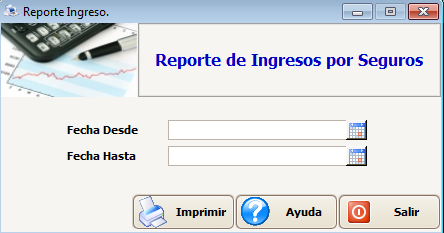 Reporte Ingreso.
Reporte de Ingresos por Seguros
Fecha Desde
Fecha Hasta
Imprimir Ayuda Salir